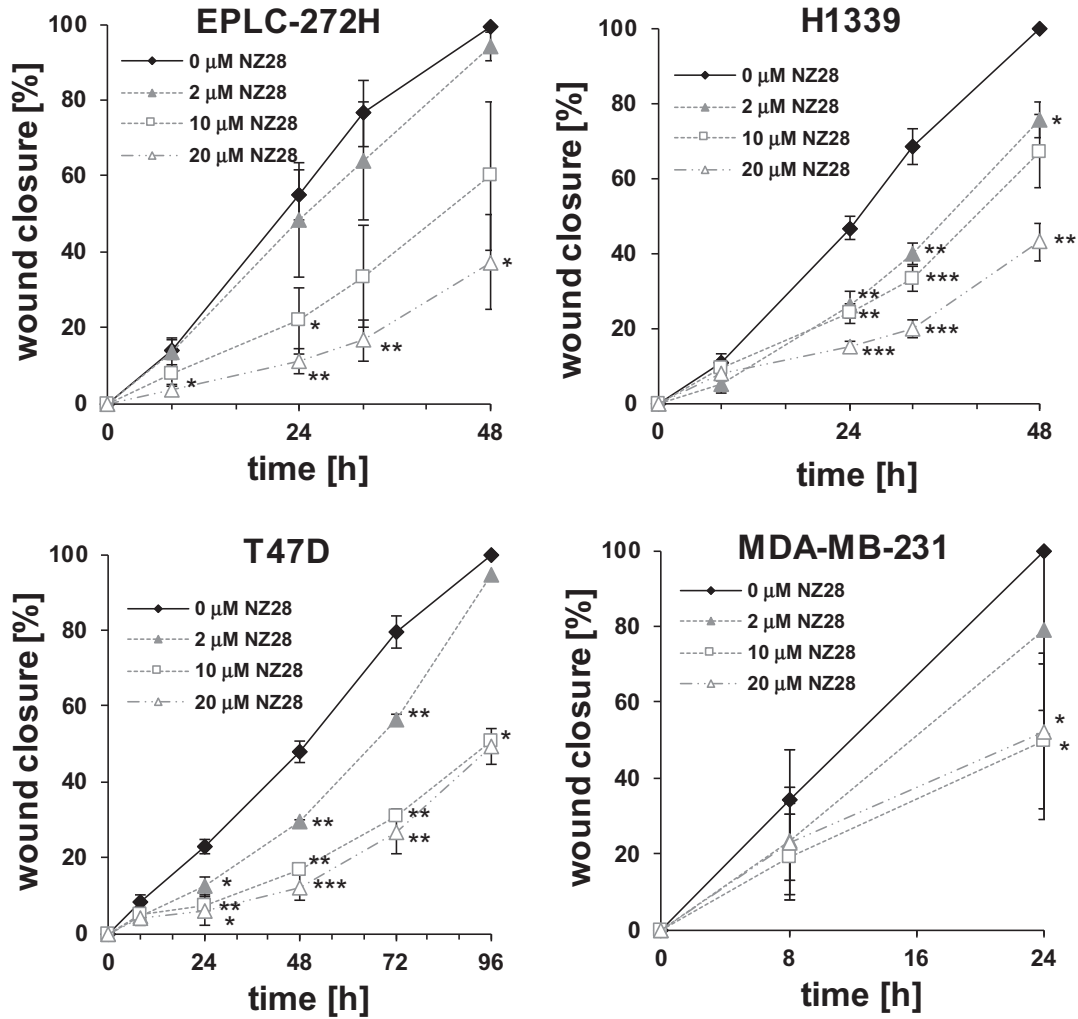 EPLC-272H
wound closure [%]
100
80
60
40
20
0
0 μM NZ28
2 μM NZ28
10 μM NZ28
20 μM NZ28
*
*
**
**
*
0
24
48
time [h]
H1339
wound closure [%]
100
80
60
40
20
0
0 μM NZ28
2 μM NZ28
10 μM NZ28
20 μM NZ28
*
**
**
***
**
**
***
***
0
24
48
time [h]
T47D
wound closure [%]
100
80
60
40
20
0
0 μM NZ28
2 μM NZ28
10 μM NZ28
20 μM NZ28
**
*
**
**
**
**
***
*
**
*
0
24
48
72
96
time [h]
MDA-MB-231
wound closure [%]
100
80
60
40
20
0
0 μM NZ28
2 μM NZ28
10 μM NZ28
20 μM NZ28
*
*
0
8
16
24
time [h]